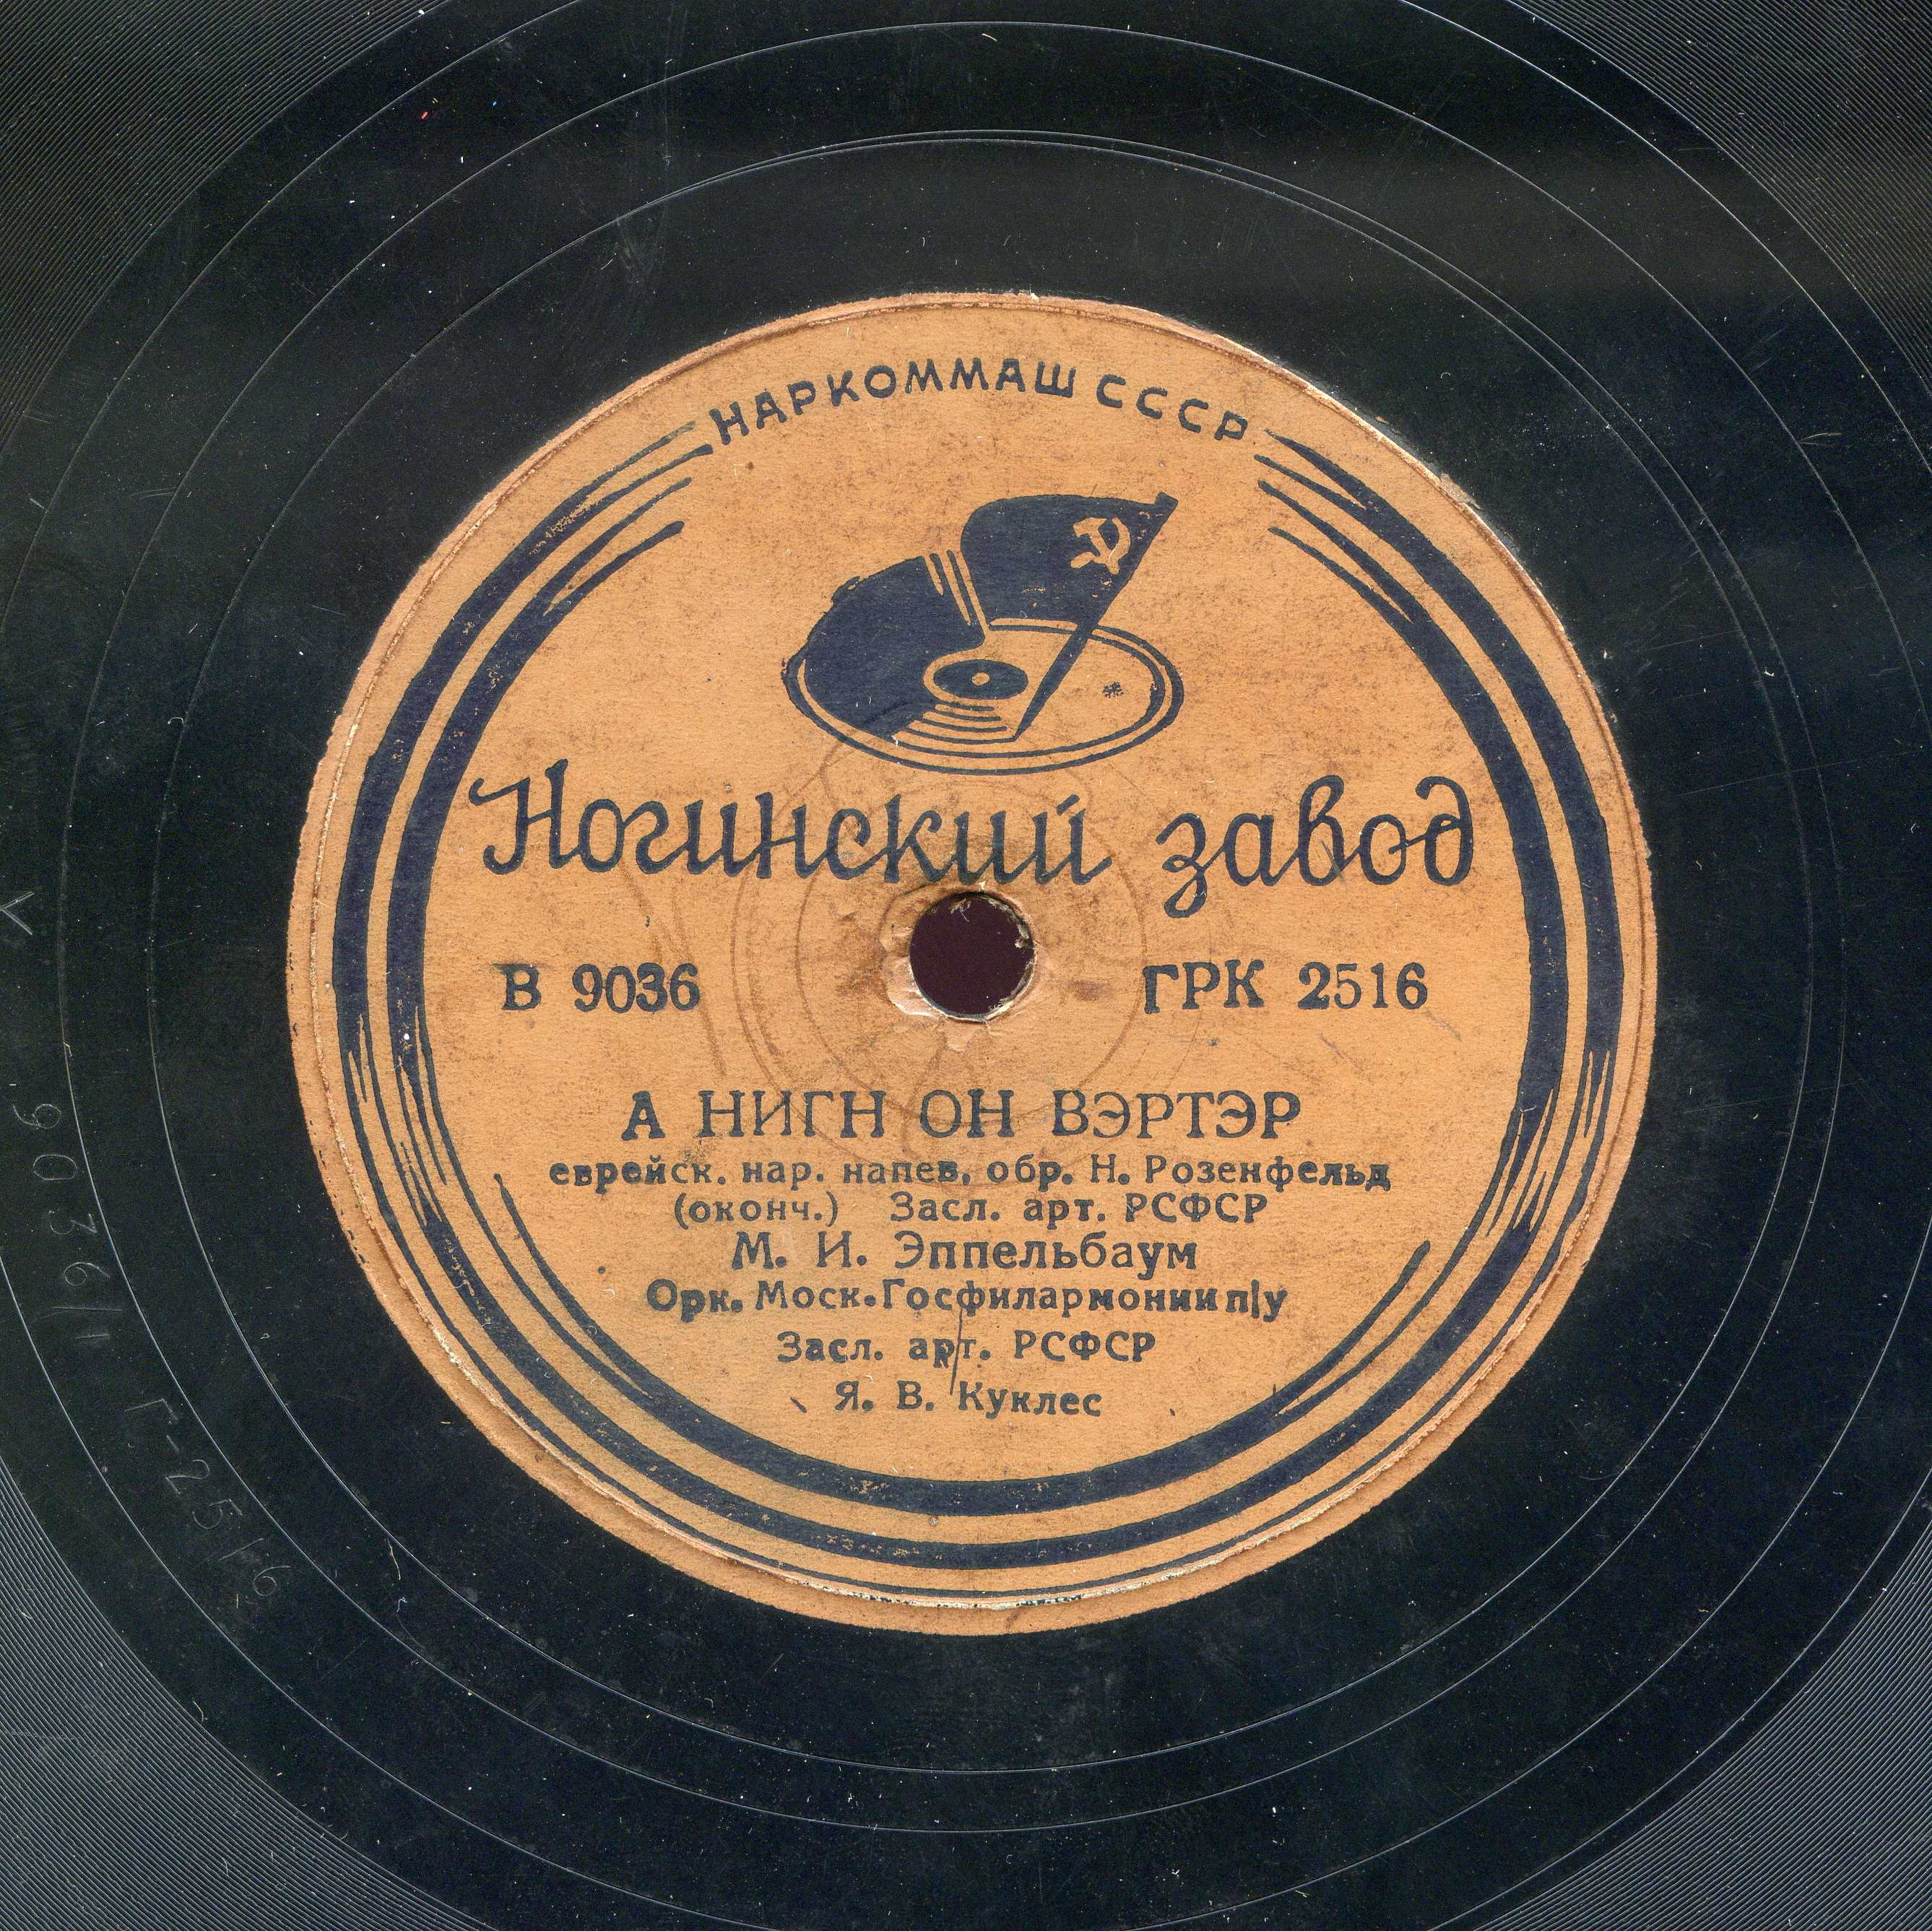 НАРКОММАШ СССР
Ногинский завод
В 9036
ГРК 2516
А НИГН ОН ВЭРТЭР
еврейск. нар. напев, обр. Н. Розенфельд
(оконч.) Засл. арт. РСФСР
М. И. Эппельбаум
Орк. Моск. Госфилармонии п/у
Засл. арт. РСФСР
Я. В. Куклес
9036/1
Г-2516